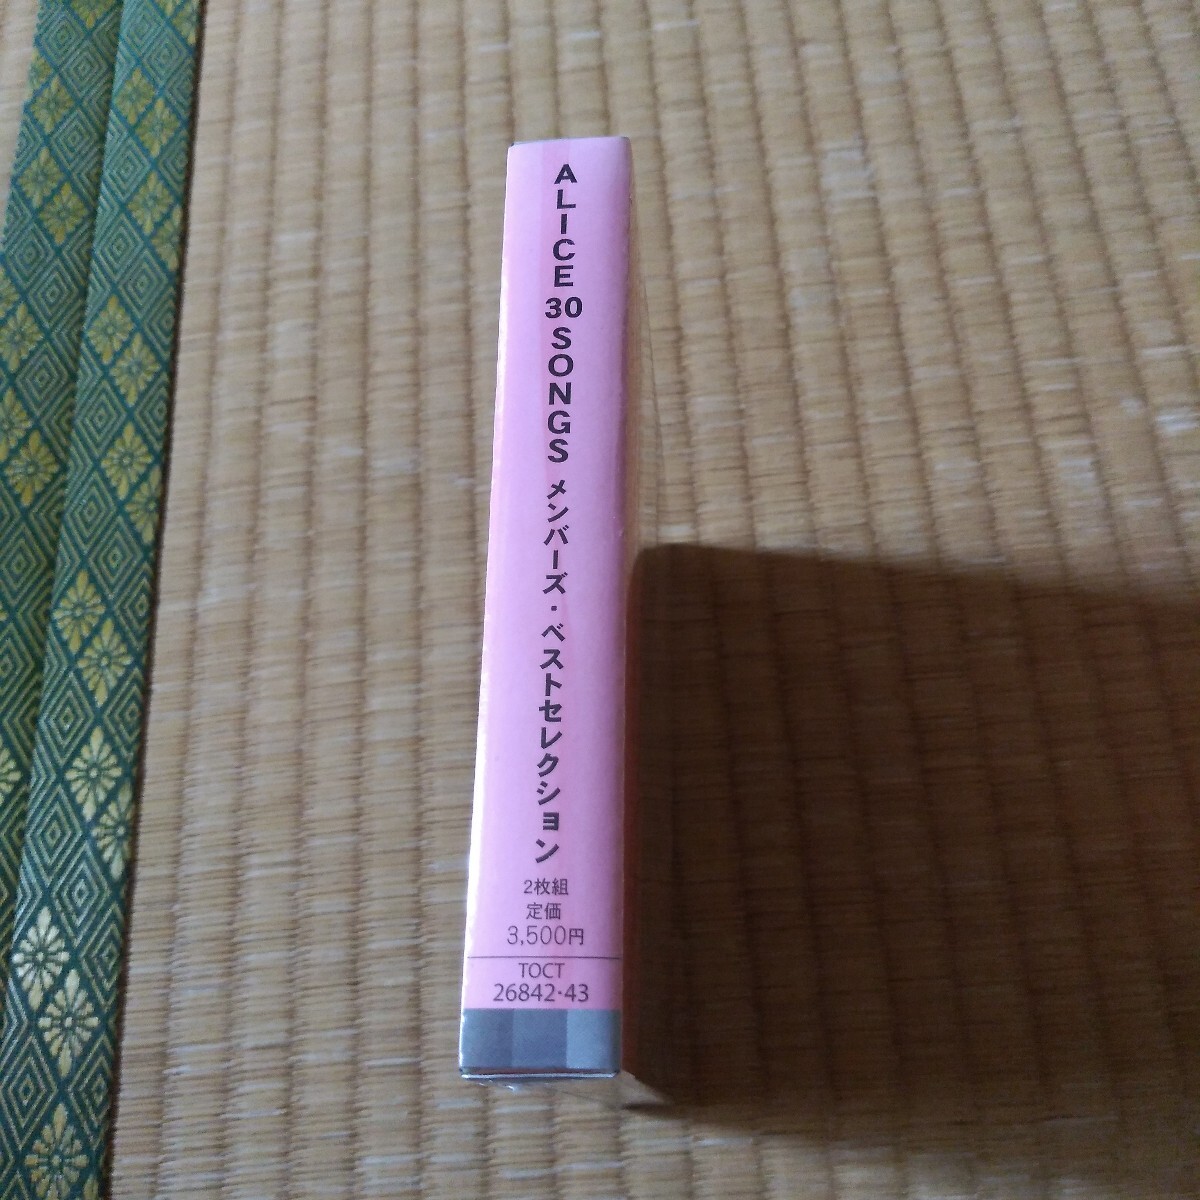 ALICE 30 SONGS メンバーズ・ベストセレクション
2枚組
定価
3,500円
TOCT
26842・43